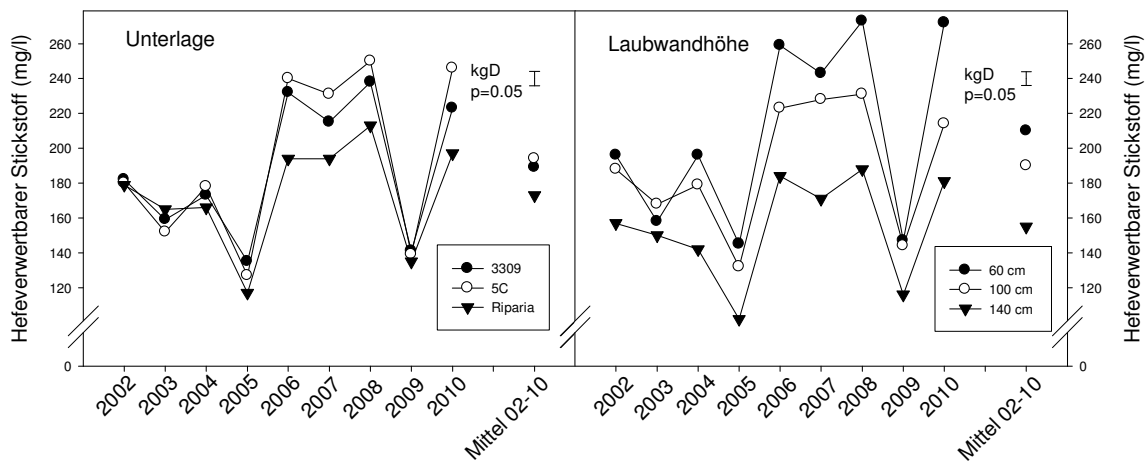 Hefeverwertbarer Stickstoff (mg/l)
260
240
220
200
180
160
140
120
0
Unterlage
kgD
p=0.05
3309
5C
Riparia
2002
2003
2004
2005
2006
2007
2008
2009
2010
Mittel 02-10
Laubwandhöhe
kgD
p=0.05
60 cm
100 cm
140 cm
2002
2003
2004
2005
2006
2007
2008
2009
2010
Mittel 02-10
260
240
220
200
180
160
140
120
0
Hefeverwertbarer Stickstoff (mg/l)